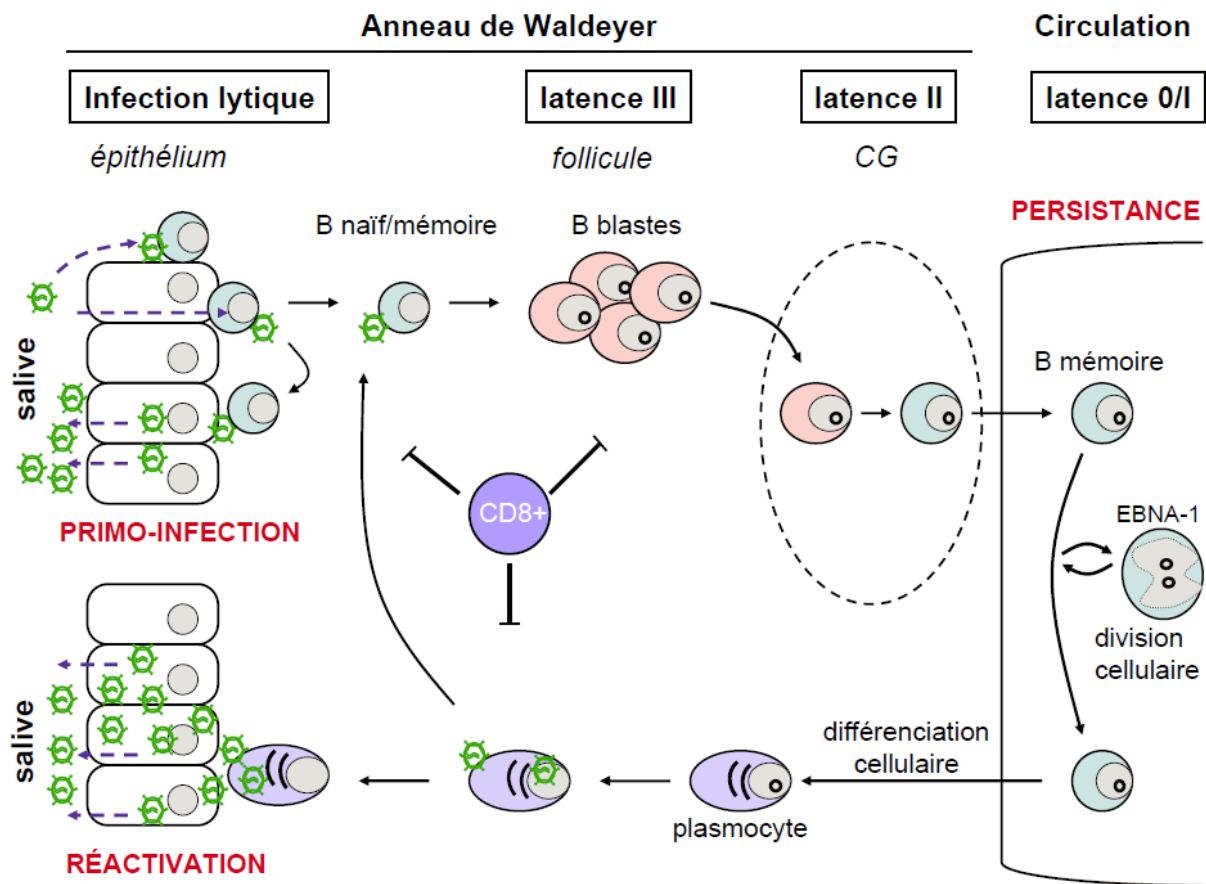 Anneau de Waldeyer
Circulation
Infection lytique
latence III
latence II
latence 0/I
épithélium
follicule
CG
PERSISTANCE
B naïf/mémoire
B blastes
salive
B mémoire
CD8+
PRIMO-INFECTION
EBNA-1
division
cellulaire
salive
différenciation
cellulaire
plasmocyte
RÉACTIVATION